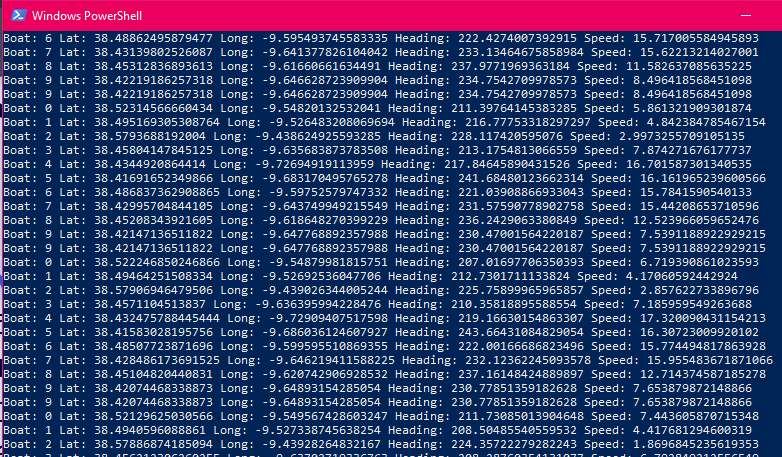 Windows PowerShell
Boat: 6 Lat: 38.48862495879477 Long: -9.595493745583335 Heading: 222.4274007392915 Speed: 15.717005584945893
Boat: 7 Lat: 38.43139802526087 Long: -9.641377826104042 Heading: 233.13464675858984 Speed: 15.62213214027001
Boat: 8 Lat: 38.45312836893613 Long: -9.61660661634491 Heading: 237.9771969363184 Speed: 11.582637085635225
Boat: 9 Lat: 38.42219186257318 Long: -9.646628723909904 Heading: 234.7542709978573 Speed: 8.496418568451098
Boat: 9 Lat: 38.42219186257318 Long: -9.646628723909904 Heading: 234.7542709978573 Speed: 8.496418568451098
Boat: 0 Lat: 38.52314566660434 Long: -9.54820132532041 Heading: 211.39764145383285 Speed: 5.861321909301874
Boat: 1 Lat: 38.495169305308764 Long: -9.526483208069694 Heading: 216.77753318297297 Speed: 4.842384785467154
Boat: 2 Lat: 38.5793688192004 Long: -9.438624925593285 Heading: 228.117420595076 Speed: 2.9973255709105135
Boat: 3 Lat: 38.45804147845125 Long: -9.635683873783508 Heading: 213.1754813066559 Speed: 7.874271676177737
Boat: 4 Lat: 38.4344920864414 Long: -9.72694919113959 Heading: 217.84645890431526 Speed: 16.701587301340535
Boat: 5 Lat: 38.41691652349866 Long: -9.683170495765278 Heading: 241.68480123662314 Speed: 16.161965239600566
Boat: 6 Lat: 38.486837362908865 Long: -9.59752579747332 Heading: 221.03908866933043 Speed: 15.7841590540133
Boat: 7 Lat: 38.42995704844105 Long: -9.643749949215549 Heading: 231.57590778902758 Speed: 15.44208653710596
Boat: 8 Lat: 38.45208343921605 Long: -9.618648270399229 Heading: 236.2429063380849 Speed: 12.523966059652476
Boat: 9 Lat: 38.42147136511822 Long: -9.647768892357988 Heading: 230.47001564220187 Speed: 7.5391188922929215
Boat: 9 Lat: 38.42147136511822 Long: -9.647768892357988 Heading: 230.47001564220187 Speed: 7.5391188922929215
Boat: 0 Lat: 38.522246850246866 Long: -9.54879981815751 Heading: 207.01697706350393 Speed: 6.719390861023593
Boat: 1 Lat: 38.49464251508334 Long: -9.52692536047706 Heading: 212.7301711133824 Speed: 4.17060592442924
Boat: 2 Lat: 38.57906946479506 Long: -9.439026344005244 Heading: 225.75899965965857 Speed: 2.857622733896796
Boat: 3 Lat: 38.4571104513837 Long: -9.636395994228476 Heading: 210.35818895588554 Speed: 7.185959549263688
Boat: 4 Lat: 38.432475788445444 Long: -9.72909407517598 Heading: 219.16630154863307 Speed: 17.320090431154213
Boat: 5 Lat: 38.41583028195756 Long: -9.686036124607927 Heading: 243.66431084829054 Speed: 16.30723009920102
Boat: 6 Lat: 38.48507723871696 Long: -9.599595510869355 Heading: 222.00166686823496 Speed: 15.774494817863928
Boat: 7 Lat: 38.428486173691525 Long: -9.646219411588225 Heading: 232.12362245093578 Speed: 15.955483671871066
Boat: 8 Lat: 38.45104820440831 Long: -9.620742906928532 Heading: 237.16148424889897 Speed: 12.714374587185278
Boat: 9 Lat: 38.42074468338873 Long: -9.64893154285054 Heading: 230.77851359182628 Speed: 7.653879872148866
Boat: 9 Lat: 38.42074468338873 Long: -9.64893154285054 Heading: 230.77851359182628 Speed: 7.653879872148866
Boat: 0 Lat: 38.52129625030566 Long: -9.549567428603247 Heading: 211.73085013904648 Speed: 7.443605870715348
Boat: 1 Lat: 38.4940596088861 Long: -9.527338745638254 Heading: 208.50485540559532 Speed: 4.417681294600319
Boat: 2 Lat: 38.57886874185094 Long: -9.43928264832167 Heading: 224.35722279282243 Speed: 1.8696845235619353